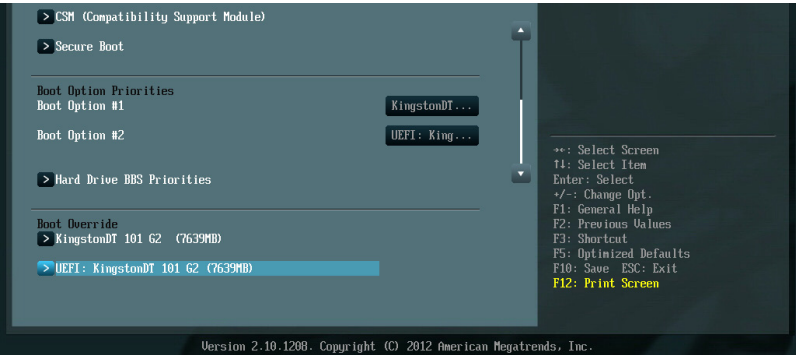 > CSM (Compatibility Support Module)
> Secure Boot
Boot Option Priorities
Boot Option #1 KingstonDT...
Boot Option #2 UEFI: King...
> Hard Drive BBS Priorities
Boot Override
> KingstonDT 101 G2 (7639MB)
> UEFI: KingstonDT 101 G2 (7639MB)
→←: Select Screen
↑↓: Select Item
Enter: Select
+/-: Change Opt.
F1: General Help
F2: Previous Values
F3: Shortcut
F5: Optimized Defaults
F10: Save ESC: Exit
F12: Print Screen
Version 2.10.1208. Copyright (C) 2012 American Megatrends, Inc.